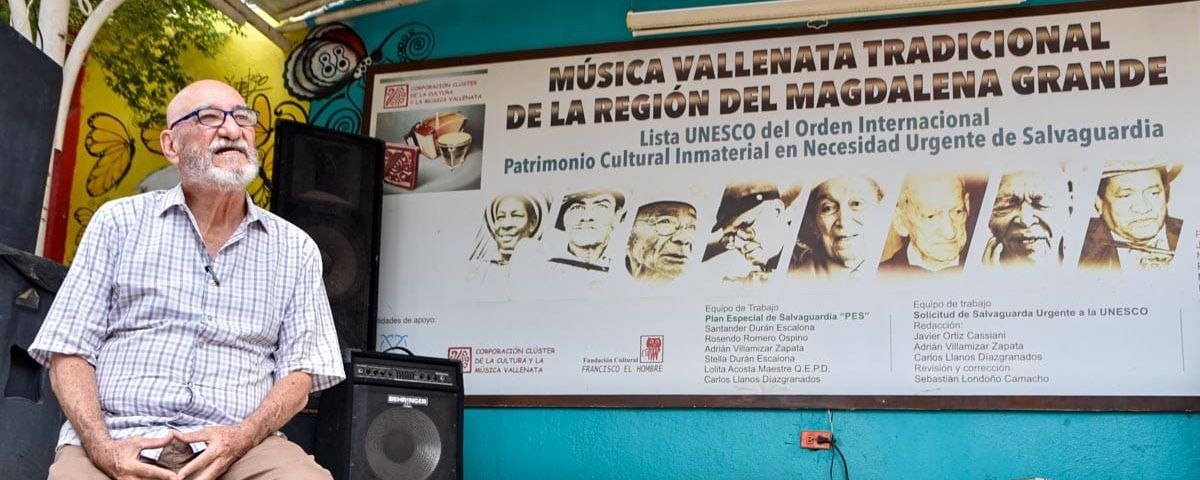 CORPORACIÓN CLÚSTER
DE LA CULTURA
Y LA MÚSICA VALLENATA
MÚSICA VALLENATA TRADICIONAL
DE LA REGIÓN DEL MAGDALENA GRANDE
Lista UNESCO del Orden Internacional
Patrimonio Cultural Inmaterial en Necesidad Urgente de Salvaguardia
tidades de apoyo:
CORPORACIÓN CLÚSTER
DE LA CULTURA Y LA
MÚSICA VALLENATA
Fundación Cultural
FRANCISCO EL HOMBRE
Equipo de Trabajo
Plan Especial de Salvaguardia “PES”
Santander Durán Escalona
Rosendo Romero Ospino
Adrián Villamizar Zapata
Stella Durán Escalona
Lolita Acosta Maestre Q.E.P.D.
Carlos Llanos Díazgranados
Equipo de trabajo
Solicitud de Salvaguarda Urgente a la UNESCO
Redacción:
Javier Ortiz Cassiani
Adrián Villamizar Zapata
Carlos Llanos Díazgranados
Revisión y corrección
Sebastián Londoño Camacho
BEHRINGER